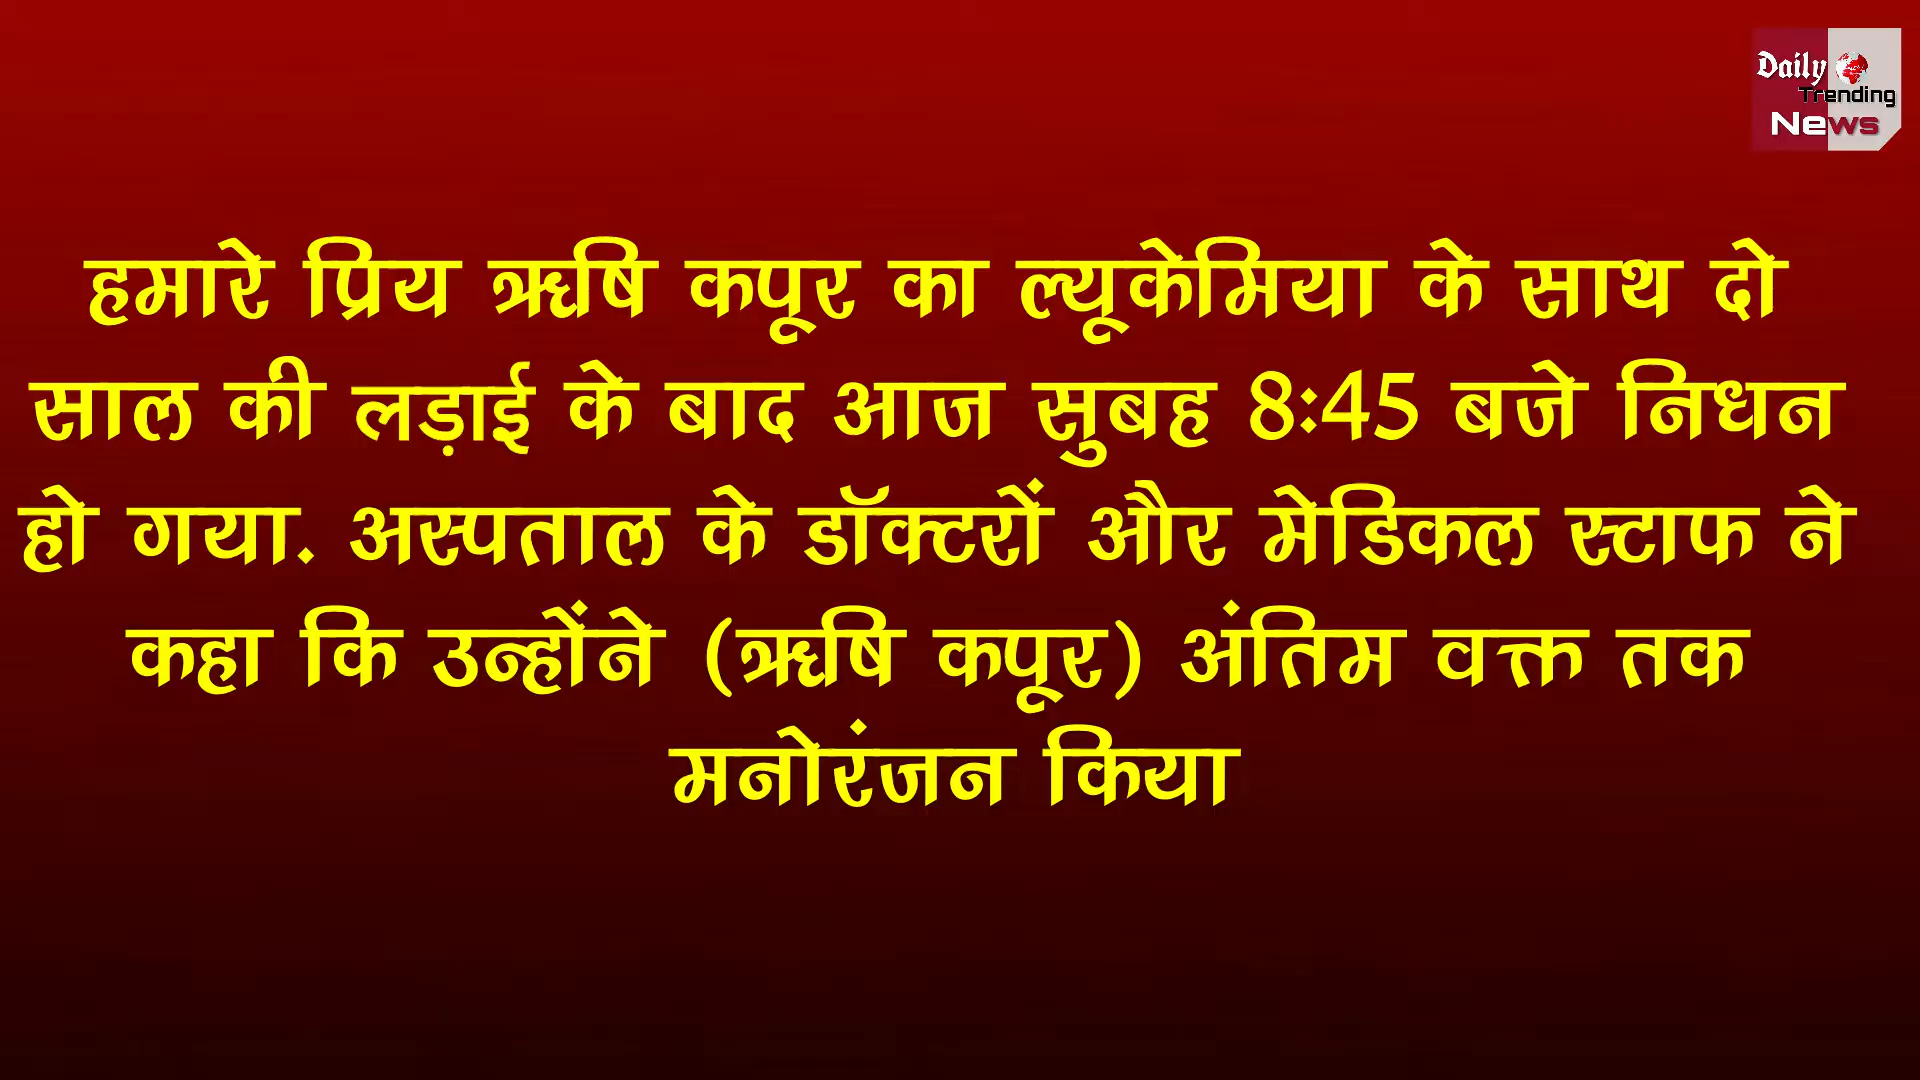 Daily
Trending
News
हमारे प्रिय ऋषि कपूर का ल्यूकेमिया के साथ दो
साल की लड़ाई के बाद आज सुबह 8:45 बजे निधन
हो गया. अस्पताल के डॉक्टरों और मेडिकल स्टाफ ने
कहा कि उन्होंने (ऋषि कपूर) अंतिम वक्त तक
मनोरंजन किया